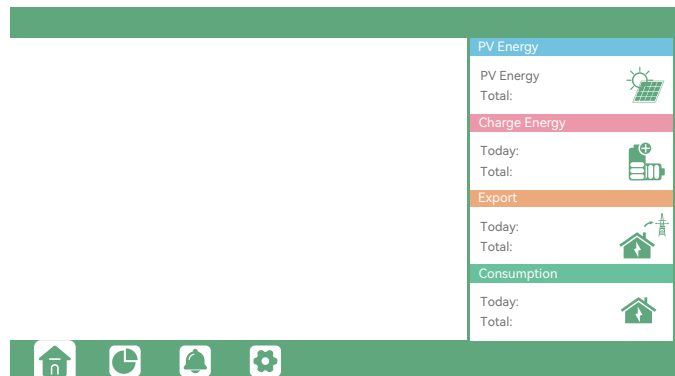 PV Energy
PV Energy
Total:
Charge Energy
Today:
Total:
Export
Today:
Total:
Consumption
Today:
Total: